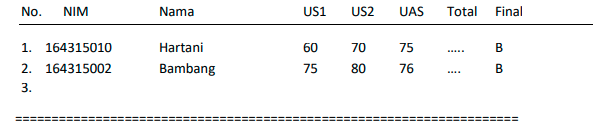 No. NIM Nama US1 US2 UAS Total Final
1. 164315010 Hartani 60 70 75 ..... B
2. 164315002 Bambang 75 80 76 .... B
3.
======================================================================